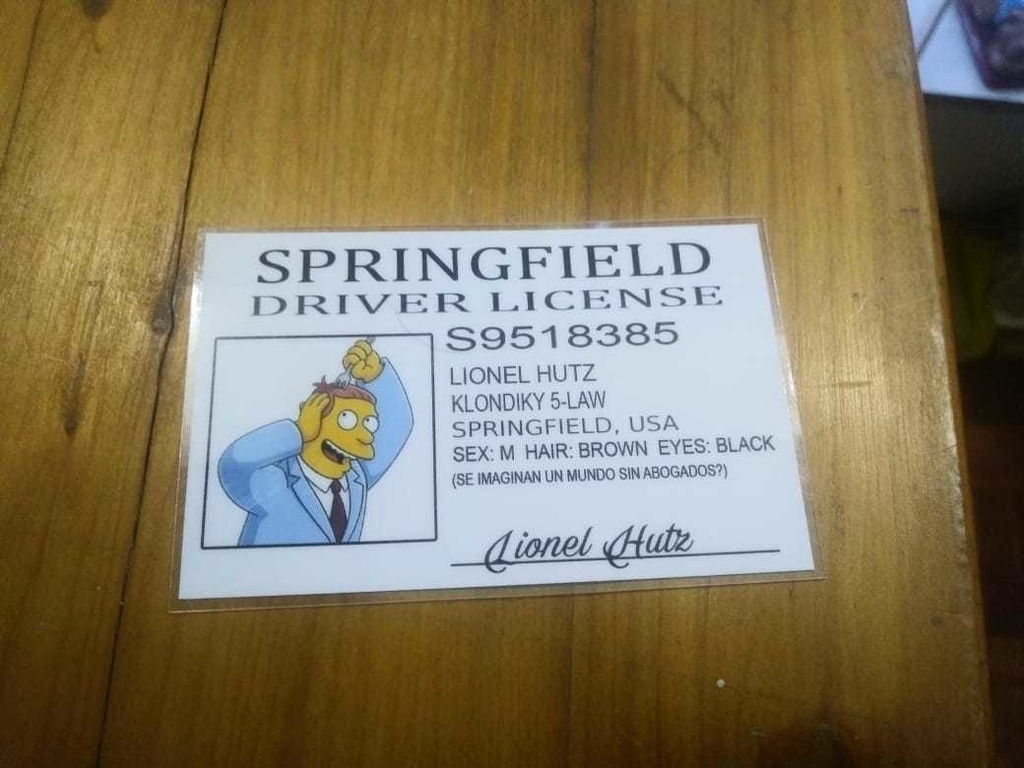 SPRINGFIELD
DRIVER LICENSE
S9518385
LIONEL HUTZ
KLONDIKY 5-LAW
SPRINGFIELD, USA
SEX: M HAIR: BROWN EYES: BLACK
(SE IMAGINAN UN MUNDO SIN ABOGADOS?)
Lionel Hutz